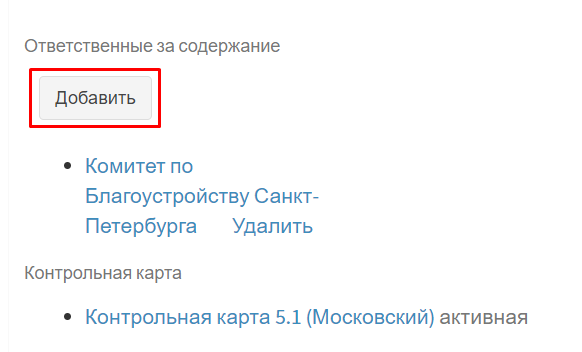 Ответственные за содержание
Добавить
Комитет по
Благоустройству Санкт-
Петербурга Удалить
Контрольная карта
Контрольная карта 5.1 (Московский) активная